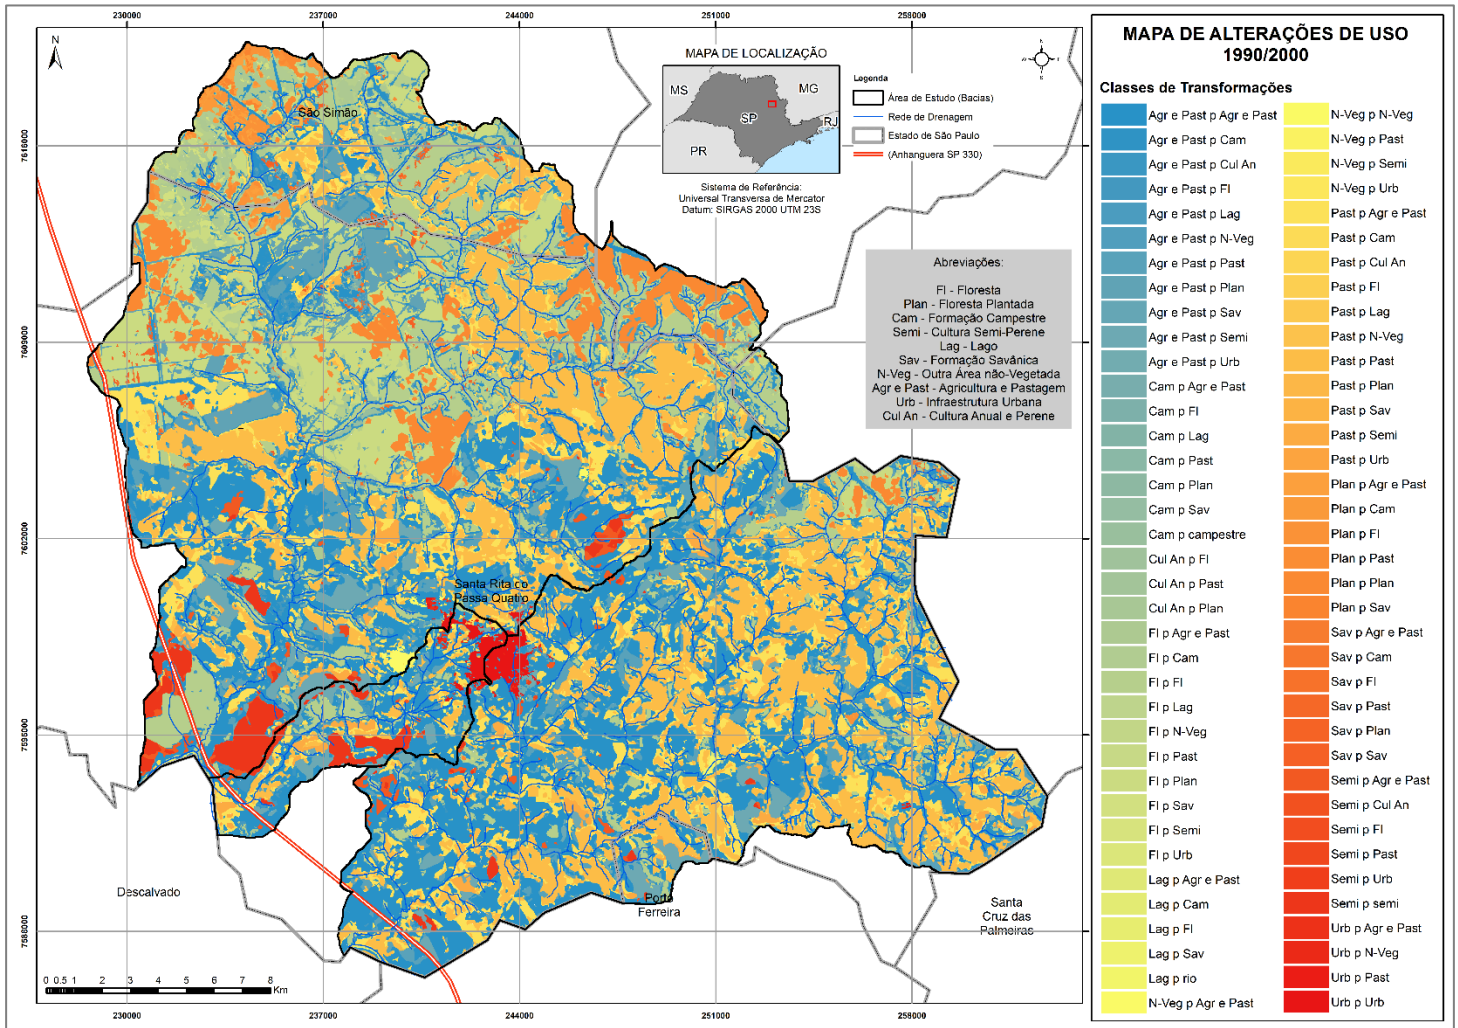 230000
237000
244000
251000
258000
N
MAPA DE LOCALIZAÇÃO
MS
MG
SP
RJ
PR
Sistema de Referência:
Universal Transversa de Mercator
Datum: SIRGAS 2000 UTM 23S
Legenda
Área de Estudo (Bacias)
Rede de Drenagem
Estado de São Paulo
(Anhanguera SP 330)
Abreviações:
Fl - Floresta
Plan - Floresta Plantada
Cam - Formação Campestre
Semi - Cultura Semi-Perene
Lag - Lago
Sav - Formação Savânica
N-Veg - Outra Área não-Vegetada
Agr e Past - Agricultura e Pastagem
Urb - Infraestrutura Urbana
Cul An - Cultura Anual e Perene
São Simão
Santa Rita do
Passa Quatro
Descalvado
Porto
Ferreira
Santa
Cruz das
Palmeiras
7616000
7609000
7602000
7595000
7588000
0 0.5 1 2 3 4 5 6 7 8
Km
230000
237000
244000
251000
258000
MAPA DE ALTERAÇÕES DE USO
1990/2000
Classes de Transformações
Agr e Past p Agr e Past
Agr e Past p Cam
Agr e Past p Cul An
Agr e Past p Fl
Agr e Past p Lag
Agr e Past p N-Veg
Agr e Past p Past
Agr e Past p Plan
Agr e Past p Sav
Agr e Past p Semi
Agr e Past p Urb
Cam p Agr e Past
Cam p Fl
Cam p Lag
Cam p Past
Cam p Plan
Cam p Sav
Cam p campestre
Cul An p Fl
Cul An p Past
Cul An p Plan
Fl p Agr e Past
Fl p Cam
Fl p Fl
Fl p Lag
Fl p N-Veg
Fl p Past
Fl p Plan
Fl p Sav
Fl p Semi
Fl p Urb
Lag p Agr e Past
Lag p Cam
Lag p Fl
Lag p Sav
Lag p rio
N-Veg p Agr e Past
N-Veg p N-Veg
N-Veg p Past
N-Veg p Semi
N-Veg p Urb
Past p Agr e Past
Past p Cam
Past p Cul An
Past p Fl
Past p Lag
Past p N-Veg
Past p Past
Past p Plan
Past p Sav
Past p Semi
Past p Urb
Plan p Agr e Past
Plan p Cam
Plan p Fl
Plan p Past
Plan p Plan
Plan p Sav
Sav p Agr e Past
Sav p Cam
Sav p Fl
Sav p Past
Sav p Plan
Sav p Sav
Semi p Agr e Past
Semi p Cul An
Semi p Fl
Semi p Past
Semi p Urb
Semi p semi
Urb p Agr e Past
Urb p N-Veg
Urb p Past
Urb p Urb